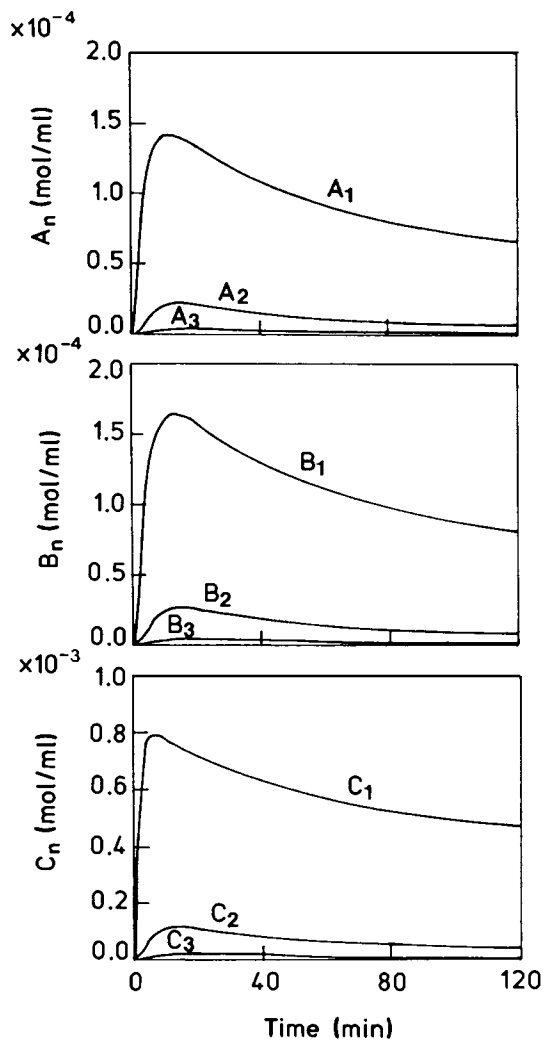 ×10⁻⁴
2.0
1.5
1.0
0.5
0.0
Aₙ (mol/ml)
A₁
A₂
A₃
×10⁻⁴
2.0
1.5
1.0
0.5
0.0
Bₙ (mol/ml)
B₁
B₂
B₃
×10⁻³
1.0
0.8
0.6
0.4
0.2
0.0
Cₙ (mol/ml)
C₁
C₂
C₃
0 40 80 120
Time (min)